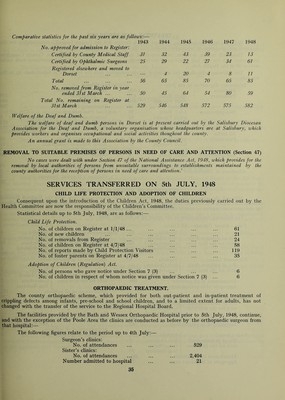 Comparative statistics for the past six years are as follows:—
1943 1944 1945 1946 1947 1948
No. approved for admission to Register:
Certified by County Medical Staff 31 32 43 39 23 13
Certified by Ophthalmic Surgeons 25 29 22 27 34 61
Registered elsewhere and moved to
Dorset 4 20 4 8 11
Total 56 65 85 70 65 85
No. removed from Register in year
ended 31st March 30 45 64 54 80 59
Total No. remaining on Register at
31st March 529 546 548 572 575 582
Welfare of the Deaf and Dumb.
The welfare of deaf and dumb persons in Dorset is at present carried out by the Salisbury Diocesan
Association for the Deaf and Dumb, a voluntary organisation whose headquarters are at Salisbury, which
provides workers and organises occupational and social activities thoughout the county.
An annual grant is made to this Association by the County Council.
REMOVAL TO SUITABLE PREMISES OF PERSONS IN NEED OF CARE AND ATTENTION (Section 47)
No cases were dealt with under Section 47 of the National Assistance Act, 1948, which provides for the
removal by local authorities of persons from unsuitable surroundings to establishments maintained by the
county authorities for the reception of persons in need of care and attention.
SERVICES TRANSFERRED ON 5th JULY, 1948
CHILD LIFE PROTECTION AND ADOPTION OF CHILDREN
Consequent upon the introduction of the Children Act, 1948, the duties previously carried out by the
Health Committee are now the responsibility of the Children's Committee.
Statistical details up to 5th July, 1948, are as follows:—
Child Life Protection.
No. of children on Register at 1/1/48 61
No. of new children 21
No. of removals from Register 24
No. of children on Register at 4/7/48 58
No. of reports made by Child Protection Visitors 119
No. of foster parents on Register at 4/7/48 35
Adoption of Children (Regulation) Act.
No. of persons who gave notice under Section 7 (3) 6
No. of children in respect of whom notice was given under Section 7 (3) 6
ORTHOPAEDIC TREATMENT.
The county orthopaedic scheme, which provided for both out-patient and in-patient treatment of
crippling defects among infants, pre-school and school children, and to a limited extent for adults, has not
changed with the transfer of the service to the Regional Hospital Board.
The facilities provided by the Bath and Wessex Orthopaedic Hospital prior to 5th July, 1948, continue,
and with the exception of the Poole Area the clinics are conducted as before by the orthopaedic surgeon from
that hospital:—
The following figures relate to the period up to 4th July:—
Surgeon's clinics:
No. of attendances 829
Sister's clinics:
No. of attendances 2,404
Number admitted to hospital 21
35